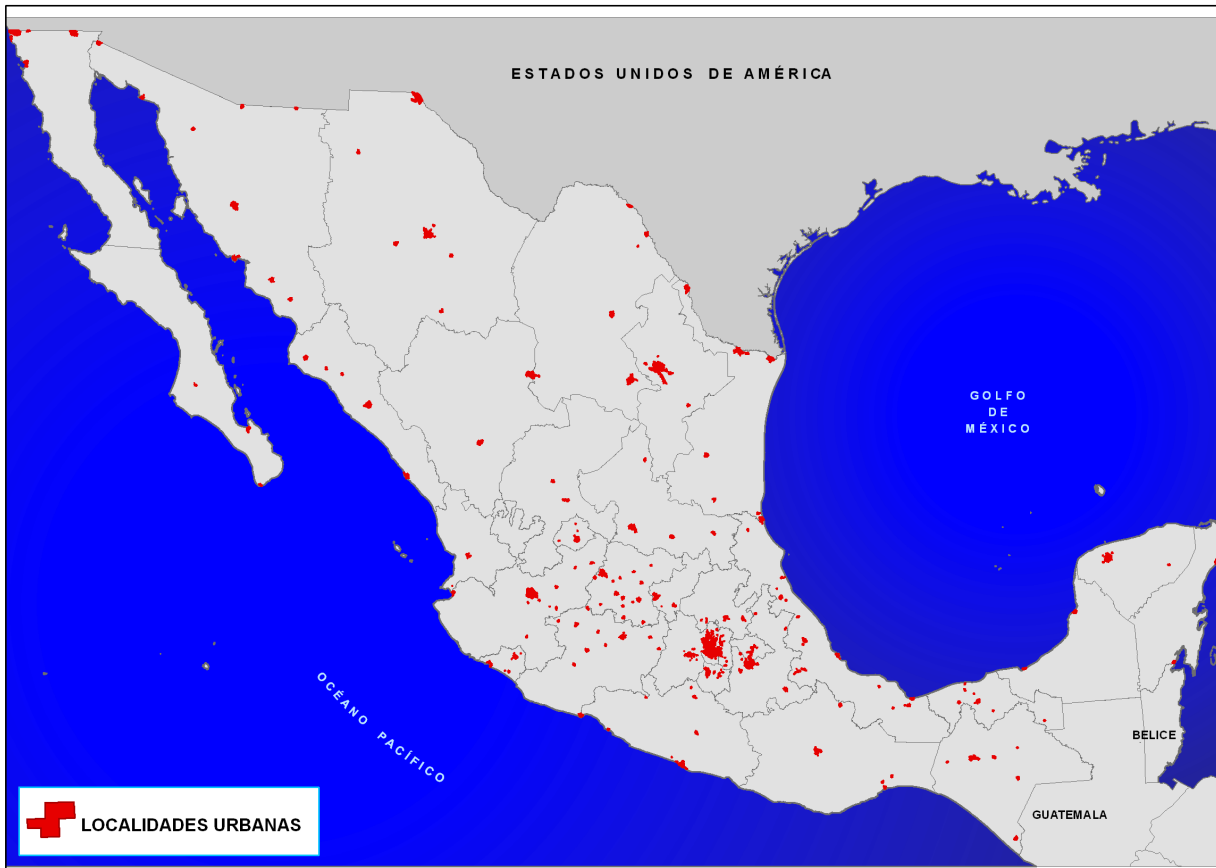 ESTADOS UNIDOS DE AMÉRICA
GOLFO
DE
MÉXICO
OCÉANO PACÍFICO
BELICE
GUATEMALA
LOCALIDADES URBANAS